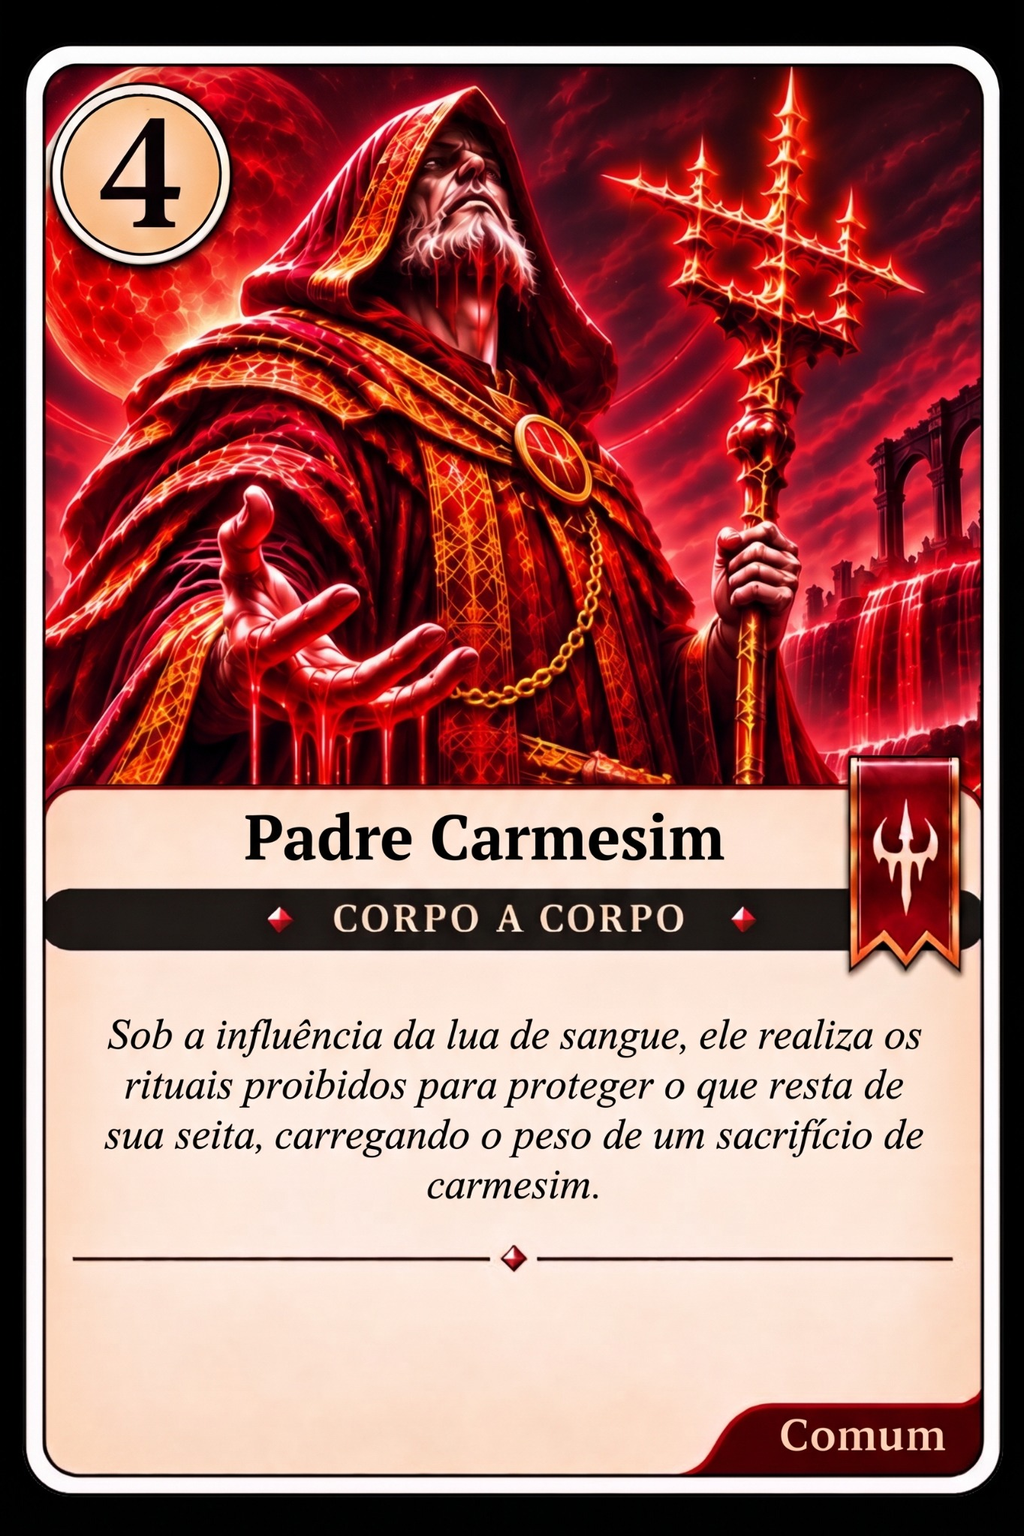 4
Padre Carmesim
CORPO A CORPO
Sob a influência da lua de sangue, ele realiza os
rituais proibidos para proteger o que resta de
sua seita, carregando o peso de um sacrifício de
carmesim.
Comum